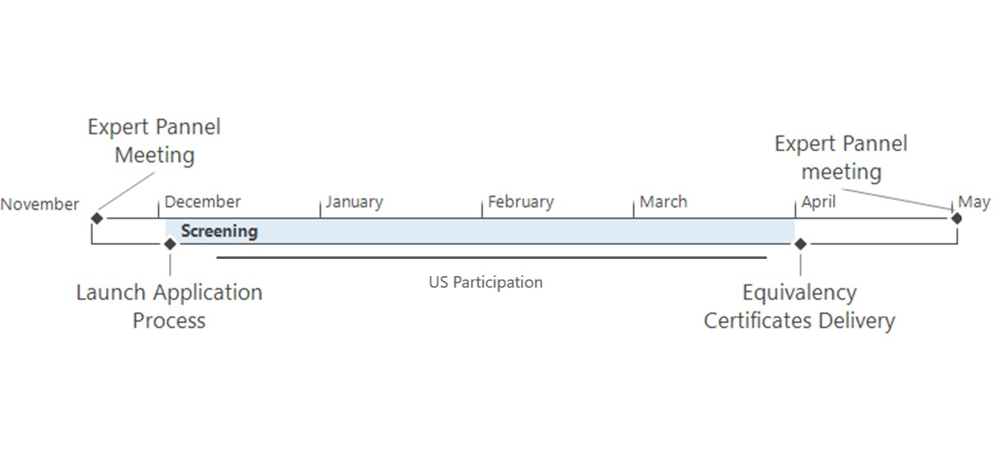 Expert Pannel
Meeting
Expert Pannel
meeting
November
December
January
February
March
April
May
Screening
US Participation
Launch Application
Process
Equivalency
Certificates Delivery